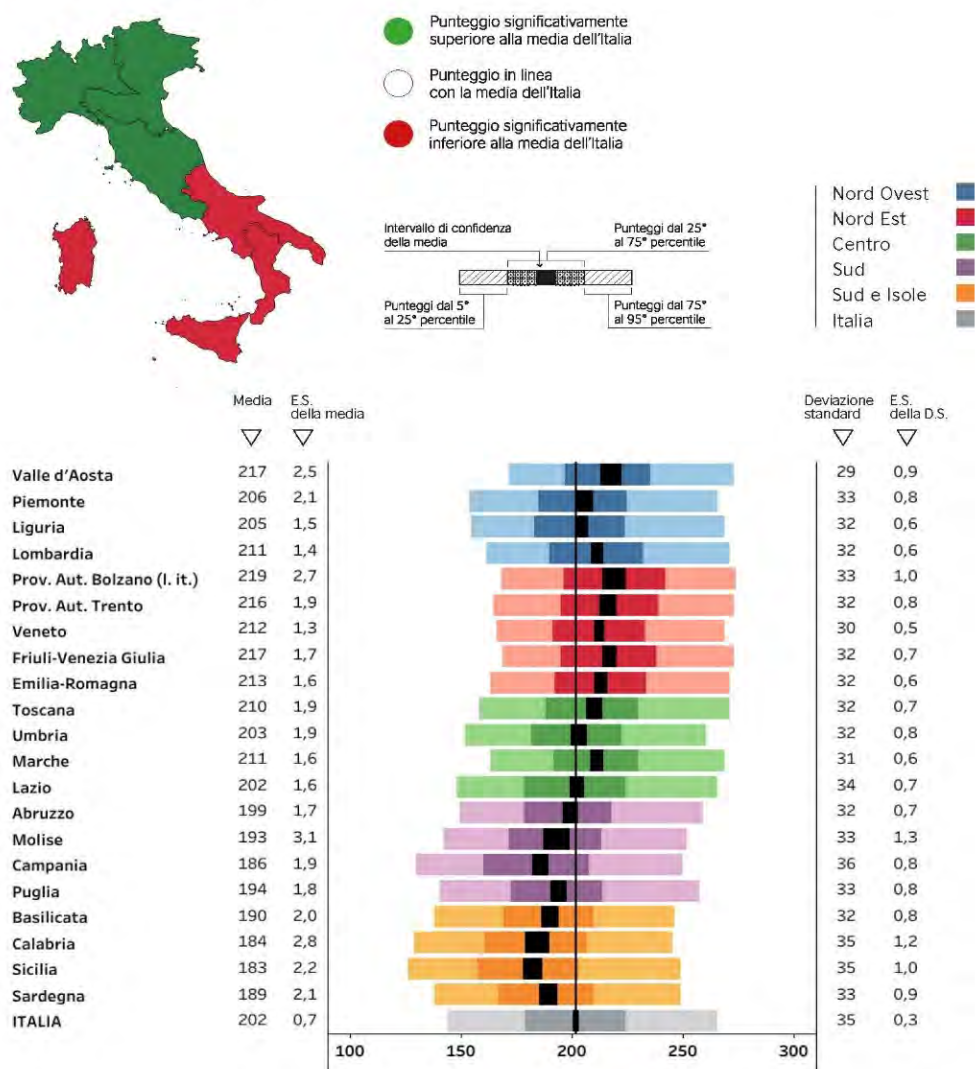 Punteggio significativamente
superiore alla media dell'Italia
Punteggio in linea
con la media dell'Italia
Punteggio significativamente
inferiore alla media dell'Italia
Intervallo di confidenza
della media
Punteggi dal 25°
al 75° percentile
Punteggi dal 5°
al 25° percentile
Punteggi dal 75°
al 95° percentile
Nord Ovest
Nord Est
Centro
Sud
Sud e Isole
Italia
Media E.S. della media Deviazione standard E.S. della D.S.
Valle d'Aosta 217 2,5 29 0,9
Piemonte 206 2,1 33 0,8
Liguria 205 1,5 32 0,6
Lombardia 211 1,4 32 0,6
Prov. Aut. Bolzano (l. it.) 219 2,7 33 1,0
Prov. Aut. Trento 216 1,9 32 0,8
Veneto 212 1,3 30 0,5
Friuli-Venezia Giulia 217 1,7 32 0,7
Emilia-Romagna 213 1,6 32 0,6
Toscana 210 1,9 32 0,7
Umbria 203 1,9 32 0,8
Marche 211 1,6 31 0,6
Lazio 202 1,6 34 0,7
Abruzzo 199 1,7 32 0,7
Molise 193 3,1 33 1,3
Campania 186 1,9 36 0,8
Puglia 194 1,8 33 0,8
Basilicata 190 2,0 32 0,8
Calabria 184 2,8 35 1,2
Sicilia 183 2,2 35 1,0
Sardegna 189 2,1 33 0,9
ITALIA 202 0,7 35 0,3
100 150 200 250 300